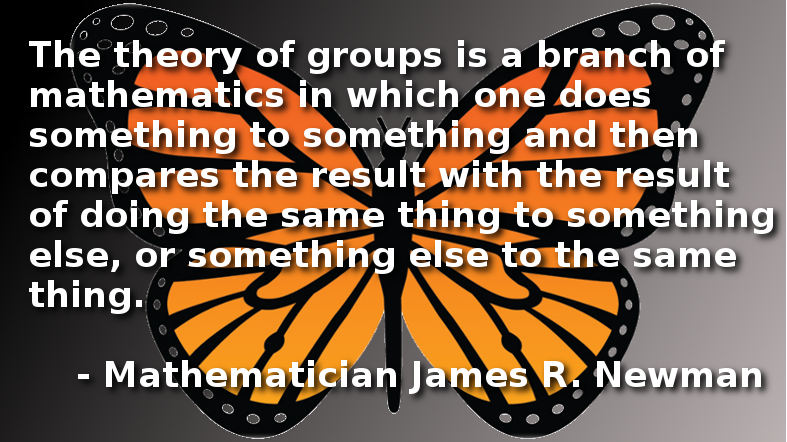 The theory of groups is a branch of
mathematics in which one does
something to something and then
compares the result with the result
of doing the same thing to something
else, or something else to the same
thing.
- Mathematician James R. Newman